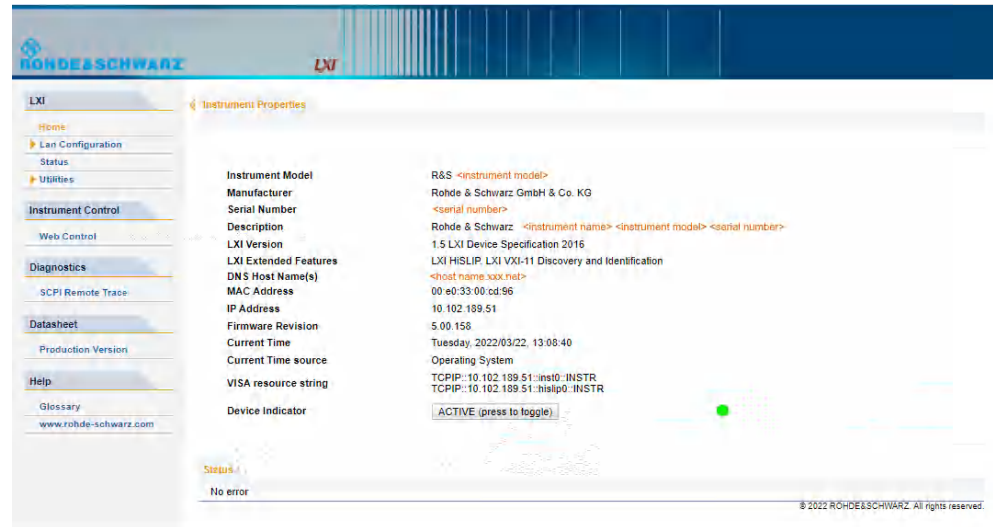 ROHDE&SCHWARZ
LXI
LXI
Home
Lan Configuration
Status
Utilities
Instrument Control
Web Control
Diagnostics
SCPI Remote Trace
Datasheet
Production Version
Help
Glossary
www.rohde-schwarz.com
Instrument Properties
Instrument Model R&S <instrument model>
Manufacturer Rohde & Schwarz GmbH & Co. KG
Serial Number <serial number>
Description Rohde & Schwarz <instrument name> <instrument model> <serial number>
LXI Version 1.5 LXI Device Specification 2016
LXI Extended Features LXI HiSLIP, LXI VXI-11 Discovery and Identification
DNS Host Name(s) <host name.xxx.net>
MAC Address 00:e0:33:00:cd:96
IP Address 10.102.189.51
Firmware Revision 5.00.158
Current Time Tuesday, 2022/03/22, 13:08:40
Current Time source Operating System
VISA resource string TCPIP::10.102.189.51::inst0::INSTR
TCPIP::10.102.189.51::hislip0::INSTR
Device Indicator ACTIVE (press to toggle)
Status
No error
© 2022 ROHDE&SCHWARZ. All rights reserved.